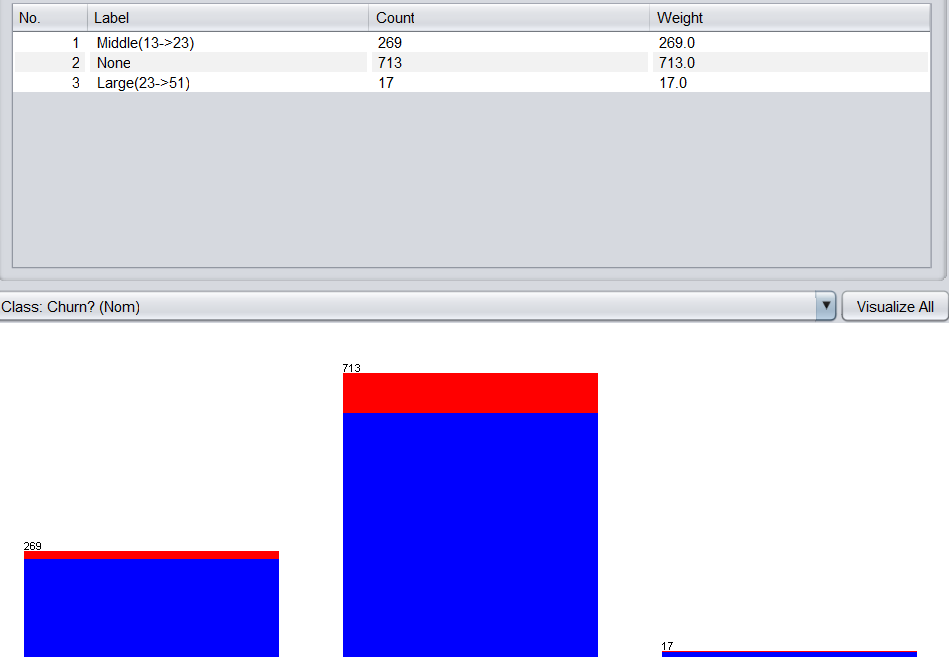 No. Label Count Weight
1 Middle(13->23) 269 269.0
2 None 713 713.0
3 Large(23->51) 17 17.0
Class: Churn? (Nom) Visualize All
713
269
17